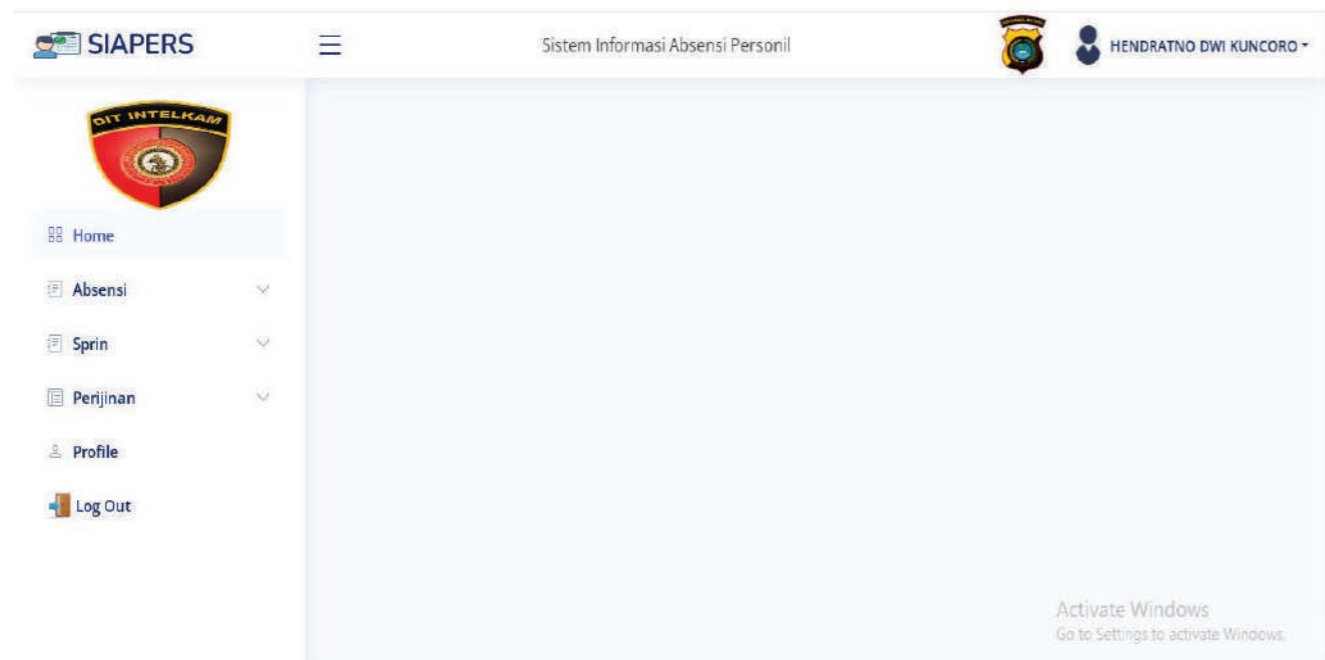 SIAPERS
Sistem Informasi Absensi Personil
HENDRATNO DWI KUNCORO
DIT INTELKAM
Home
Absensi
Sprin
Perijinan
Profile
Log Out
Activate Windows
Go to Settings to activate Windows.